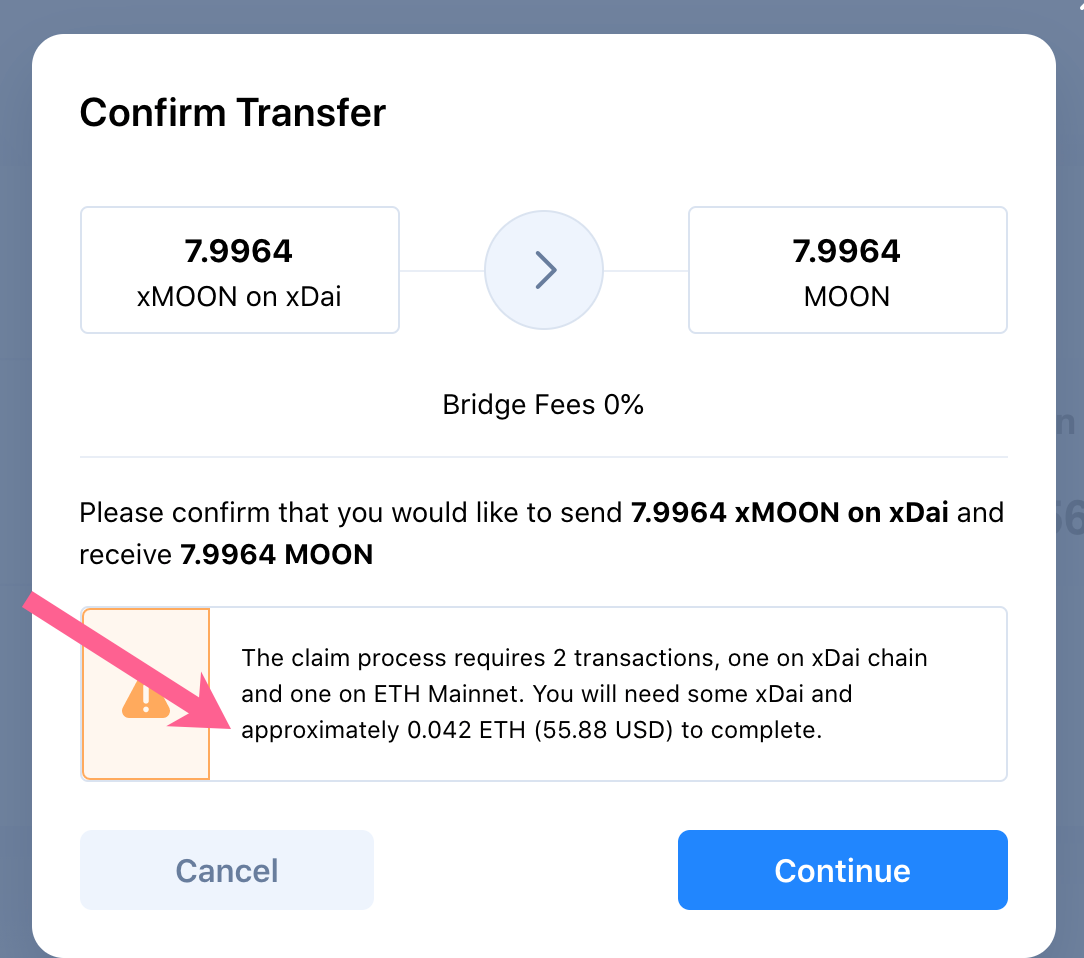 Confirm Transfer
7.9964
xMOON on xDai
7.9964
MOON
Bridge Fees 0%
Please confirm that you would like to send 7.9964 xMOON on xDai and
receive 7.9964 MOON
The claim process requires 2 transactions, one on xDai chain
and one on ETH Mainnet. You will need some xDai and
approximately 0.042 ETH (55.88 USD) to complete.
Cancel
Continue